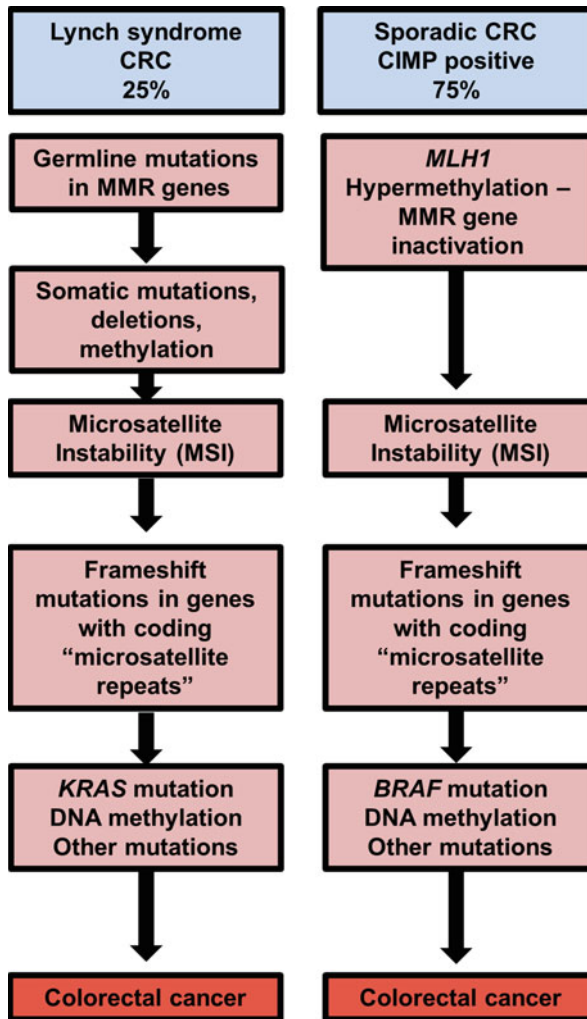 Lynch syndrome
CRC
25%
Germline mutations
in MMR genes
Somatic mutations,
deletions,
methylation
Microsatellite
Instability (MSI)
Frameshift
mutations in genes
with coding
“microsatellite
repeats”
KRAS mutation
DNA methylation
Other mutations
Colorectal cancer
Sporadic CRC
CIMP positive
75%
MLH1
Hypermethylation –
MMR gene
inactivation
Microsatellite
Instability (MSI)
Frameshift
mutations in genes
with coding
“microsatellite
repeats”
BRAF mutation
DNA methylation
Other mutations
Colorectal cancer